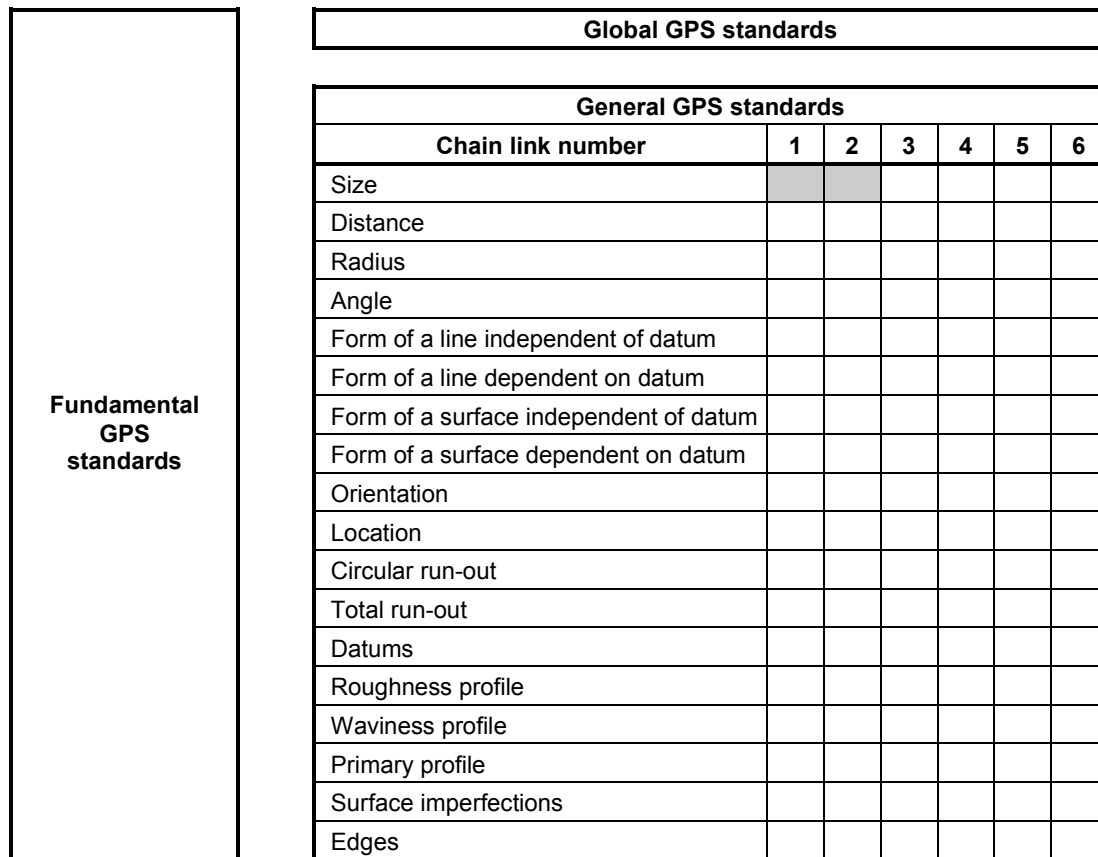 Fundamental
GPS
standards
Global GPS standards
General GPS standards
Chain link number 1 2 3 4 5 6
Size
Distance
Radius
Angle
Form of a line independent of datum
Form of a line dependent on datum
Form of a surface independent of datum
Form of a surface dependent on datum
Orientation
Location
Circular run-out
Total run-out
Datums
Roughness profile
Waviness profile
Primary profile
Surface imperfections
Edges